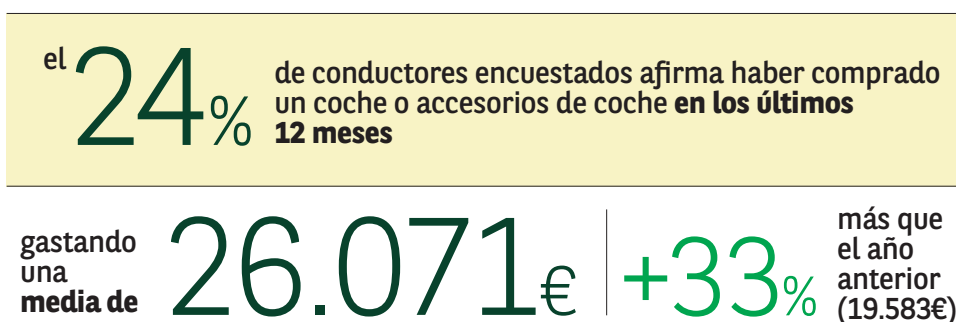 el 24% de conductores encuestados afirma haber comprado
un coche o accesorios de coche en los últimos
12 meses
gastando
una
media de
26.071€
+33%
más que
el año
anterior
(19.583€)